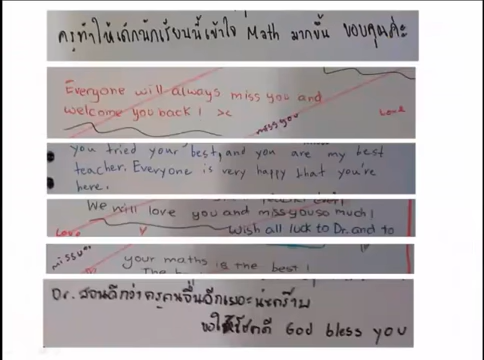 ครูทำให้เด็กนักเรียนนี้เข้าใจ Math มากขึ้น ขอบคุณค่ะ
Everyone will always miss you and
welcome you back! ><
Love
miss you
you tried your best, and you are my best
teacher. Everyone is very happy that you're
here.
We will love you and miss you so much!
Love
Wish all luck to Dr. and to
miss you
your maths is the best!
Dr. สอนดีกว่าครูคนอื่นอีกเยอะน่ะคร๊าบ
ขอให้โชคดี God bless you